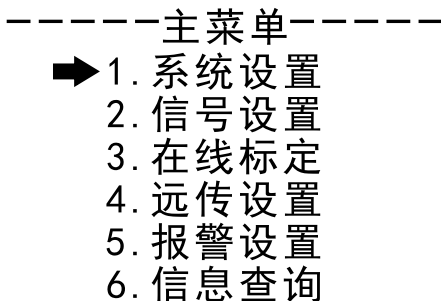 ------主菜单------
➡1.系统设置
2.信号设置
3.在线标定
4.远传设置
5.报警设置
6.信息查询